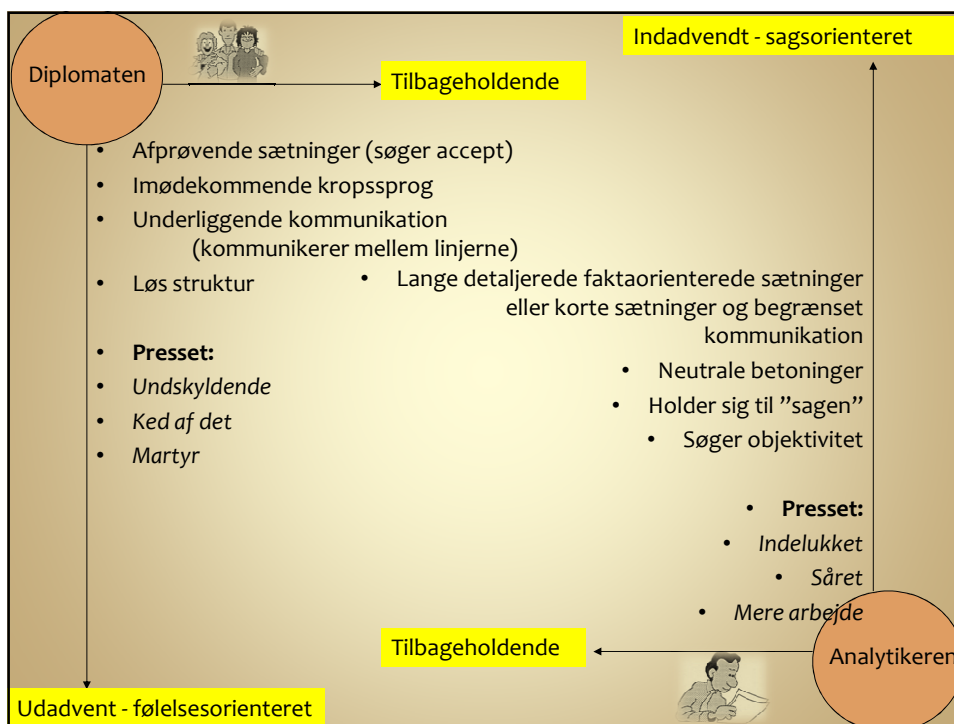 Diplomaten
Tilbageholdende
Indadvendt - sagsorienteret
• Afprøvende sætninger (søger accept)
• Imødekommende kropssprog
• Underliggende kommunikation
(kommunikerer mellem linjerne)
• Løs struktur
• Presset:
• Undskyldende
• Ked af det
• Martyr
• Lange detaljerede faktaorienterede sætninger
eller korte sætninger og begrænset
kommunikation
• Neutrale betoninger
• Holder sig til ”sagen”
• Søger objektivitet
• Presset:
• Indelukket
• Såret
• Mere arbejde
Tilbageholdende
Analytikeren
Udadvent - følelsesorienteret